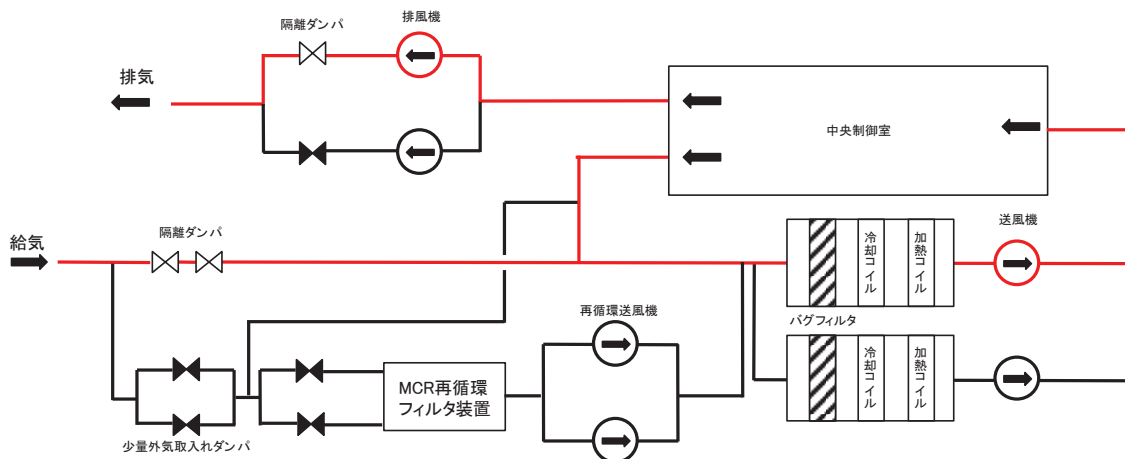 隔離ダンパ
排風機
排気
中央制御室
給気
隔離ダンパ
冷却コイル
加熱コイル
送風機
再循環送風機
バグフィルタ
冷却コイル
加熱コイル
MCR再循環
フィルタ装置
少量外気取入れダンパ